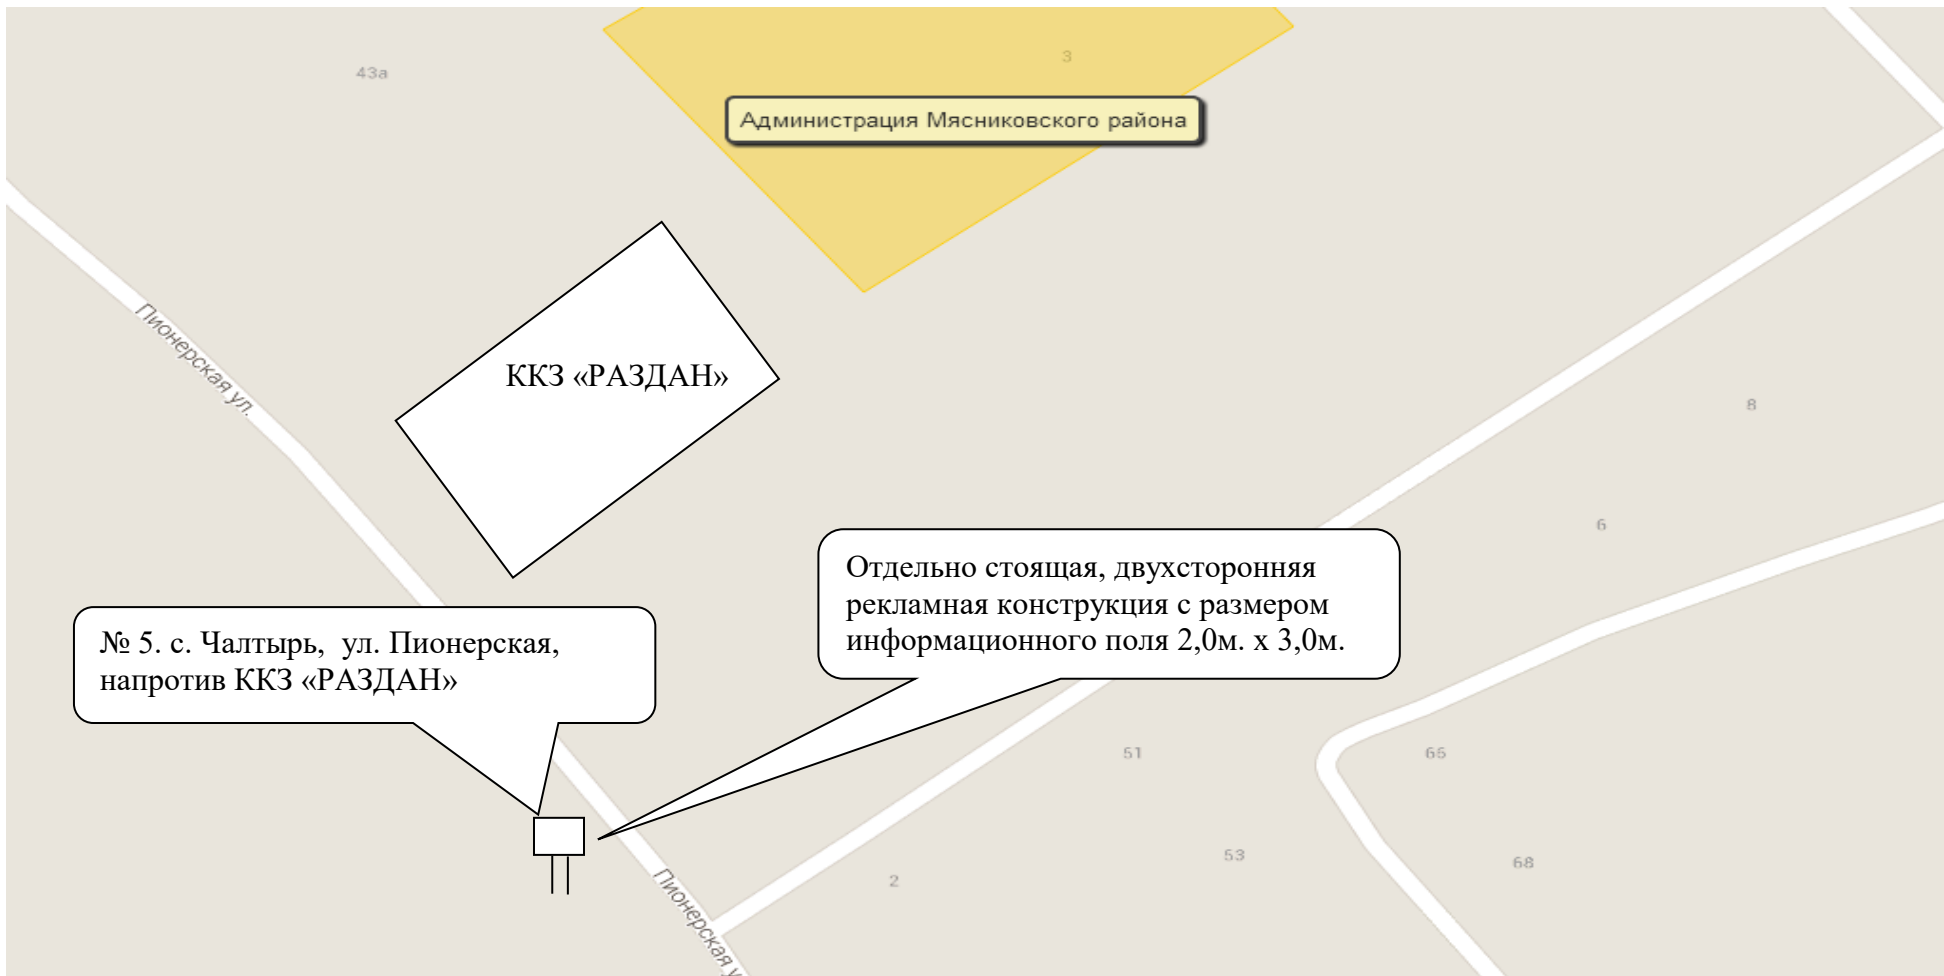 3
43а
Администрация Мясниковского района
Пионерская ул.
ККЗ «РАЗДАН»
8
6
Отдельно стоящая, двухсторонняя
рекламная конструкция с размером
информационного поля 2,0м. х 3,0м.
№ 5. с. Чалтырь,  ул. Пионерская,
напротив ККЗ «РАЗДАН»
51
65
53
68
2
Пионерская у